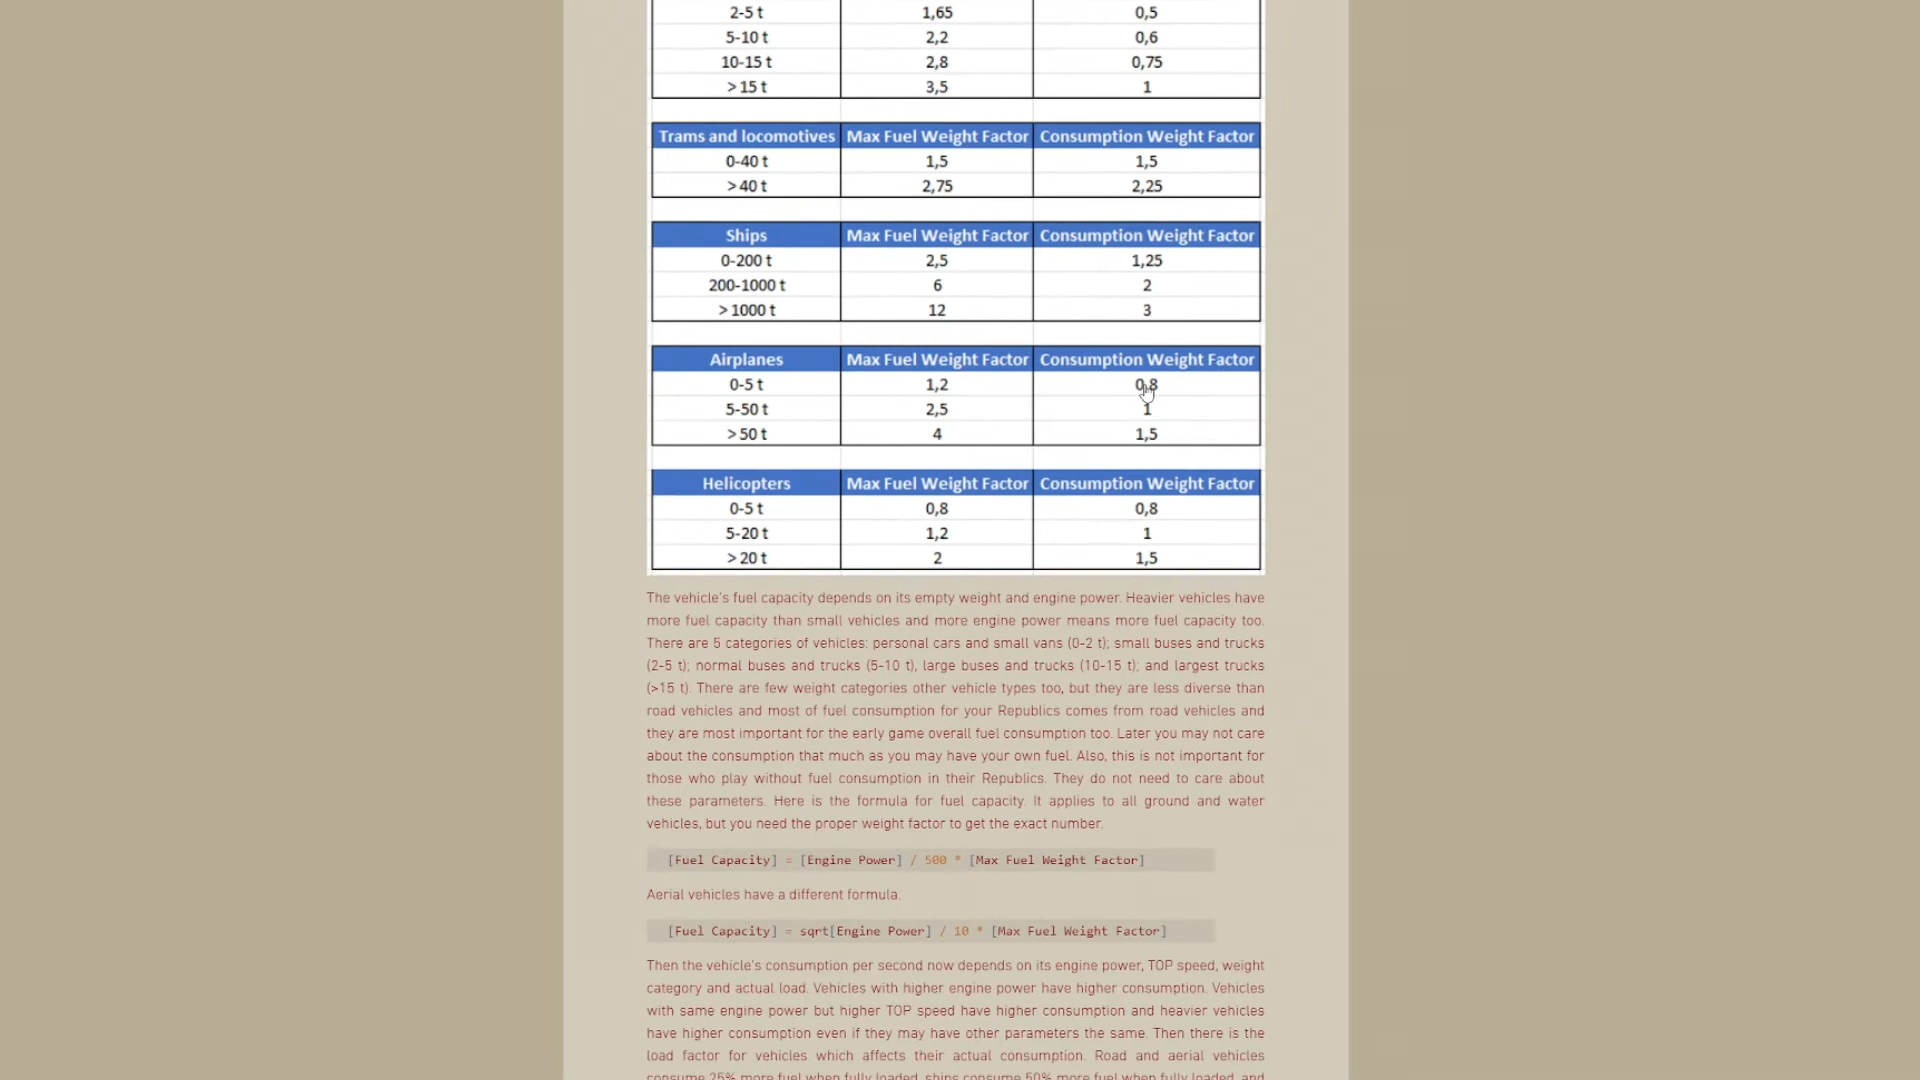 2-5 t 1,65 0,5
5-10 t 2,2 0,6
10-15 t 2,8 0,75
> 15 t 3,5 1
Trams and locomotives Max Fuel Weight Factor Consumption Weight Factor
0-40 t 1,5 1,5
> 40 t 2,75 2,25
Ships Max Fuel Weight Factor Consumption Weight Factor
0-200 t 2,5 1,25
200-1000 t 6 2
> 1000 t 12 3
Airplanes Max Fuel Weight Factor Consumption Weight Factor
0-5 t 1,2 0,8
5-50 t 2,5 1
> 50 t 4 1,5
Helicopters Max Fuel Weight Factor Consumption Weight Factor
0-5 t 0,8 0,8
5-20 t 1,2 1
> 20 t 2 1,5
The vehicle's fuel capacity depends on its empty weight and engine power. Heavier vehicles have
more fuel capacity than small vehicles and more engine power means more fuel capacity too.
There are 5 categories of vehicles: personal cars and small vans (0-2 t); small buses and trucks
(2-5 t); normal buses and trucks (5-10 t), large buses and trucks (10-15 t); and largest trucks
(>15 t). There are few weight categories other vehicle types too, but they are less diverse than
road vehicles and most of fuel consumption for your Republics comes from road vehicles and
they are most important for the early game overall fuel consumption too. Later you may not care
about the consumption that much as you may have your own fuel. Also, this is not important for
those who play without fuel consumption in their Republics. They do not need to care about
these parameters. Here is the formula for fuel capacity. It applies to all ground and water
vehicles, but you need the proper weight factor to get the exact number.
[Fuel Capacity] = [Engine Power] / 500 * [Max Fuel Weight Factor]
Aerial vehicles have a different formula.
[Fuel Capacity] = sqrt[Engine Power] / 10 * [Max Fuel Weight Factor]
Then the vehicle's consumption per second now depends on its engine power, TOP speed, weight
category and actual load. Vehicles with higher engine power have higher consumption. Vehicles
with same engine power but higher TOP speed have higher consumption and heavier vehicles
have higher consumption even if they may have other parameters the same. Then there is the
load factor for vehicles which affects their actual consumption. Road and aerial vehicles
consume 25% more fuel when fully loaded, ships consume 50% more fuel when fully loaded, and